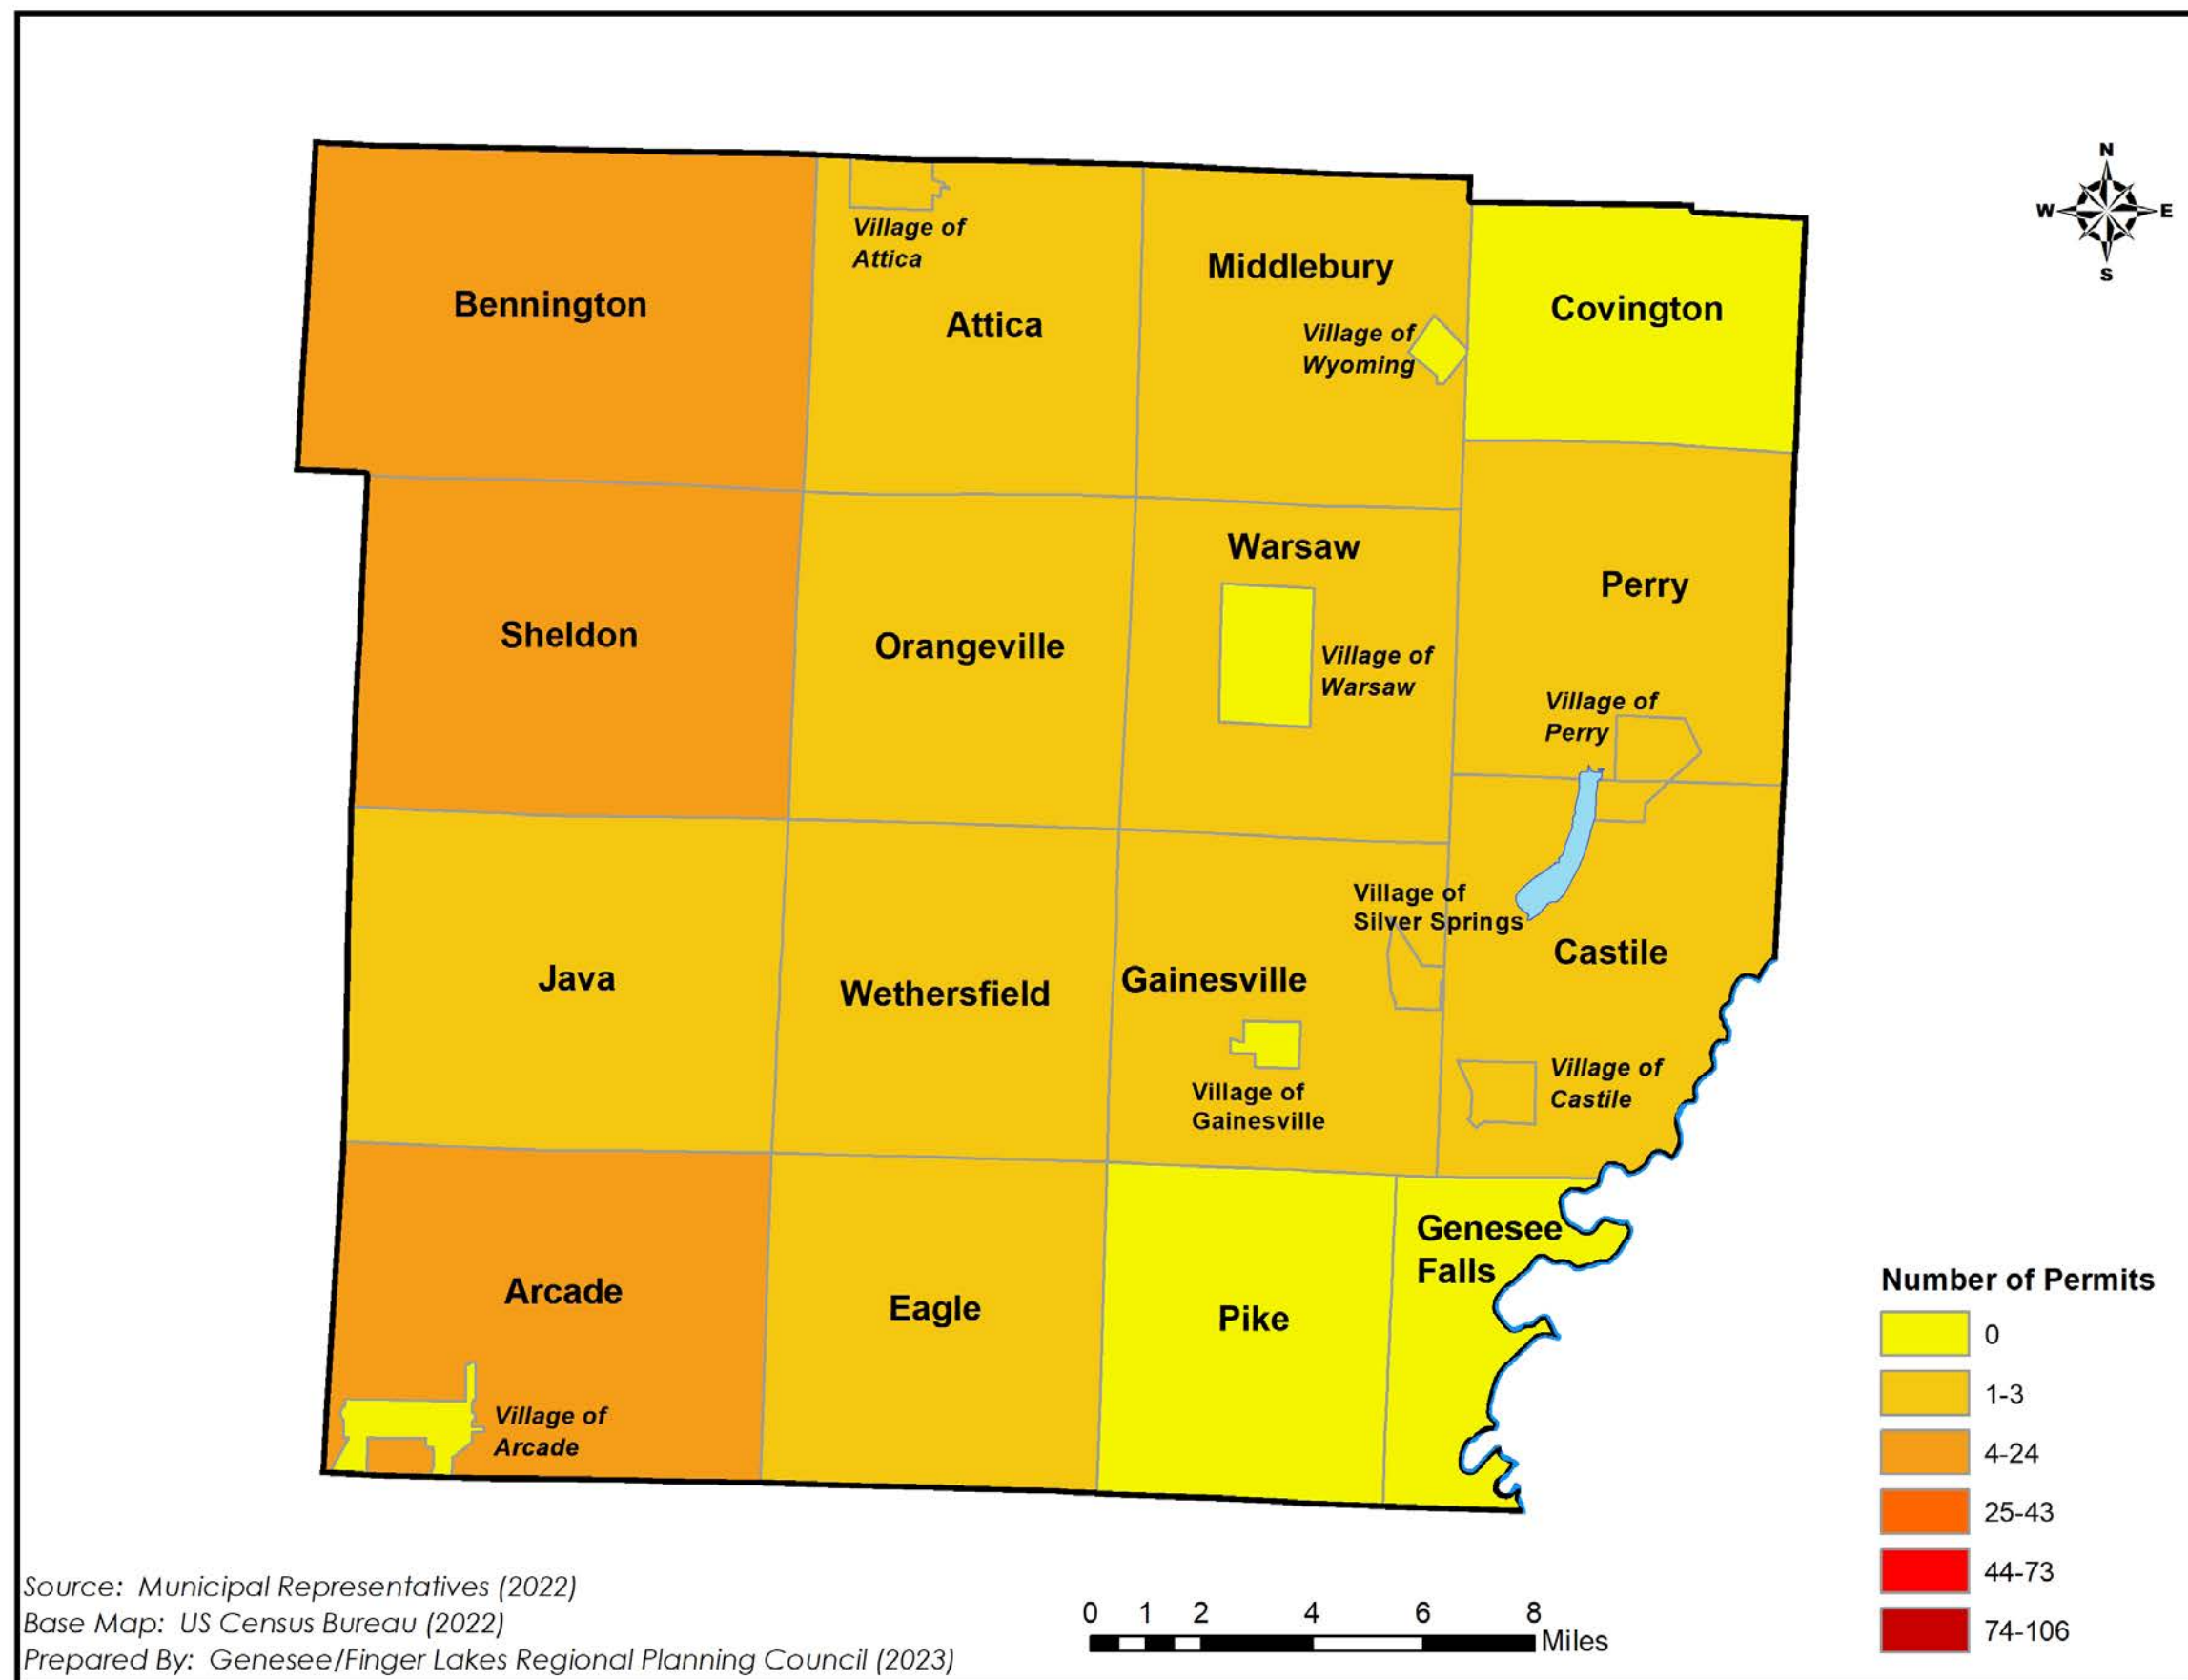 N
W
E
S
Bennington
Village of
Attica
Attica
Middlebury
Village of
Wyoming
Covington
Sheldon
Orangeville
Warsaw
Village of
Warsaw
Perry
Village of
Perry
Java
Wethersfield
Gainesville
Village of
Silver Springs
Castile
Village of
Gainesville
Village of
Castile
Arcade
Village of
Arcade
Eagle
Pike
Genesee
Falls
Number of Permits
0
1-3
4-24
25-43
44-73
74-106
Source: Municipal Representatives (2022)
Base Map: US Census Bureau (2022)
Prepared By: Genesee/Finger Lakes Regional Planning Council (2023)
0 1 2 4 6 8
Miles